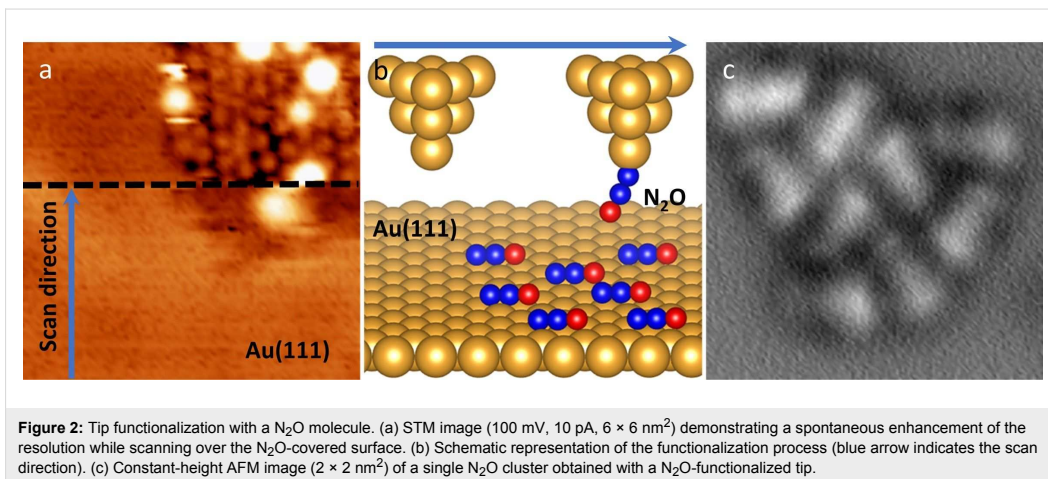 a
b
c
Scan direction
Au(111)
Au(111)
N₂O
Figure 2: Tip functionalization with a N₂O molecule. (a) STM image (100 mV, 10 pA, 6 × 6 nm²) demonstrating a spontaneous enhancement of the
resolution while scanning over the N₂O-covered surface. (b) Schematic representation of the functionalization process (blue arrow indicates the scan
direction). (c) Constant-height AFM image (2 × 2 nm²) of a single N₂O cluster obtained with a N₂O-functionalized tip.